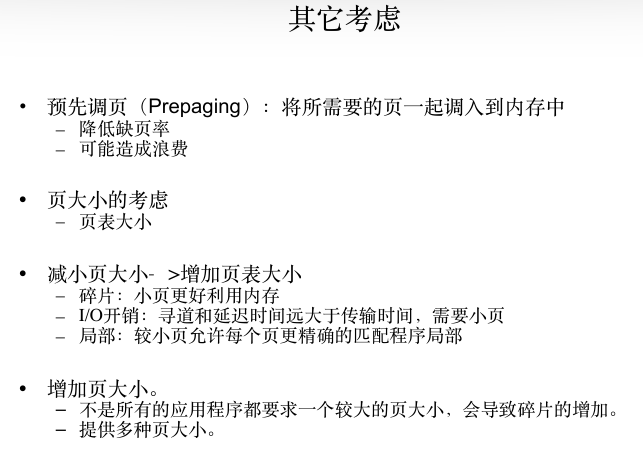 其它考虑
• 预先调页（Prepaging）：将所需要的页一起调入到内存中
– 降低缺页率
– 可能造成浪费
• 页大小的考虑
– 页表大小
• 减小页大小- >增加页表大小
– 碎片：小页更好利用内存
– I/O开销：寻道和延迟时间远大于传输时间，需要小页
– 局部：较小页允许每个页更精确的匹配程序局部
• 增加页大小。
– 不是所有的应用程序都要求一个较大的页大小，会导致碎片的增加。
– 提供多种页大小。